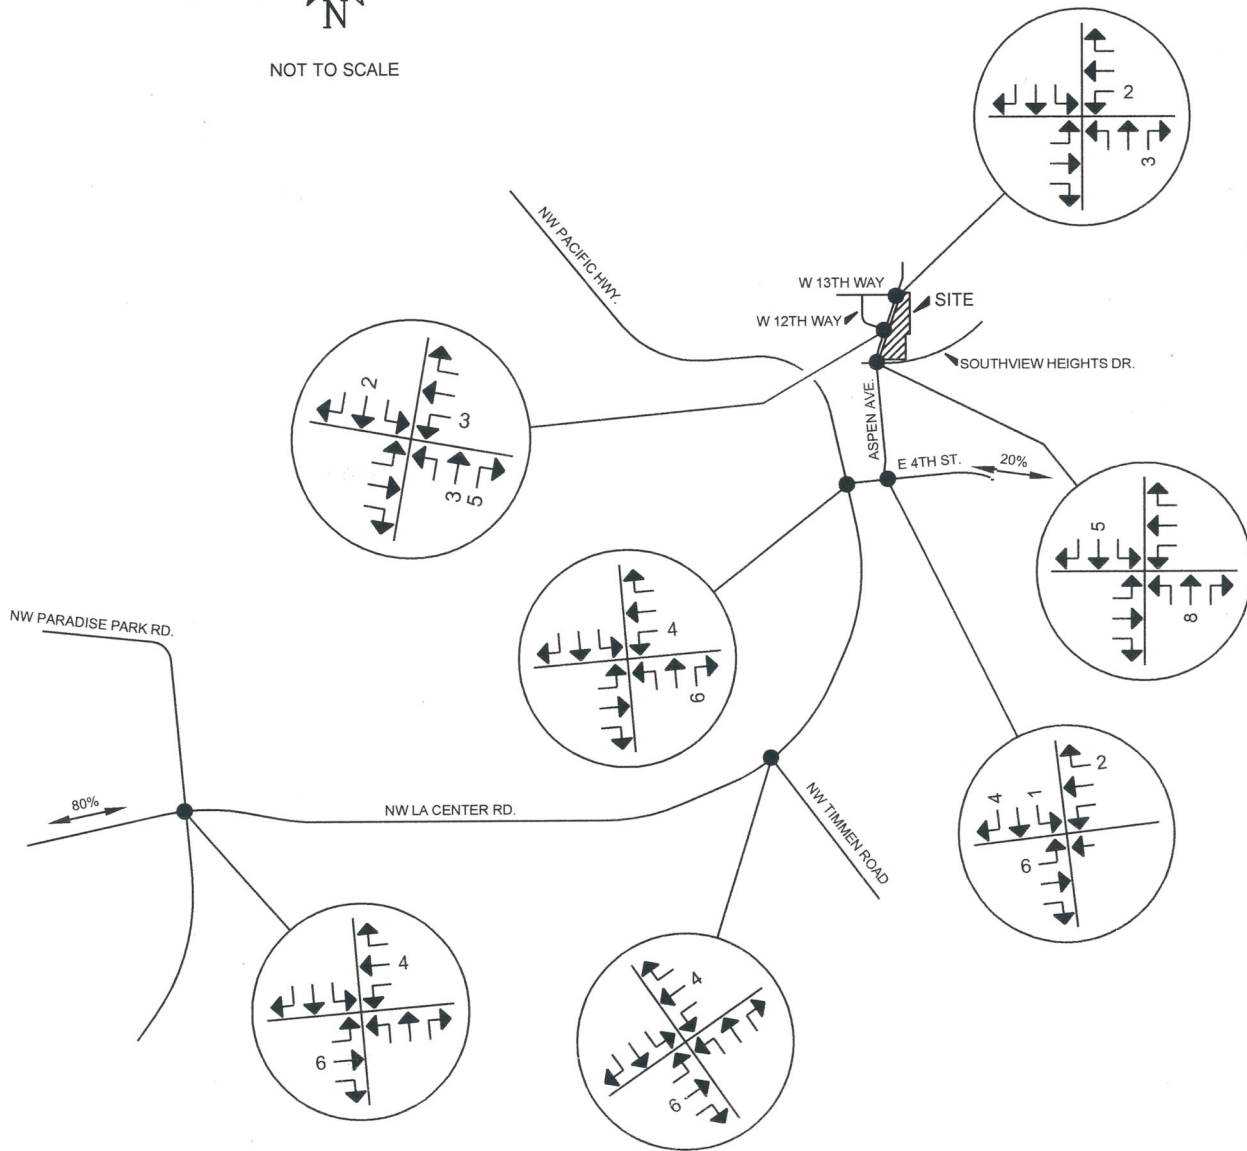 N
NOT TO SCALE
2
3
NW PACIFIC HWY.
W 13TH WAY
SITE
W 12TH WAY
SOUTHVIEW HEIGHTS DR.
2
3
3
5
ASPEN AVE.
E 4TH ST.
20%
5
8
4
6
NW PARADISE PARK RD.
80%
NW LA CENTER RD.
NW TIMMEN ROAD
2
4
1
6
4
6
4
6